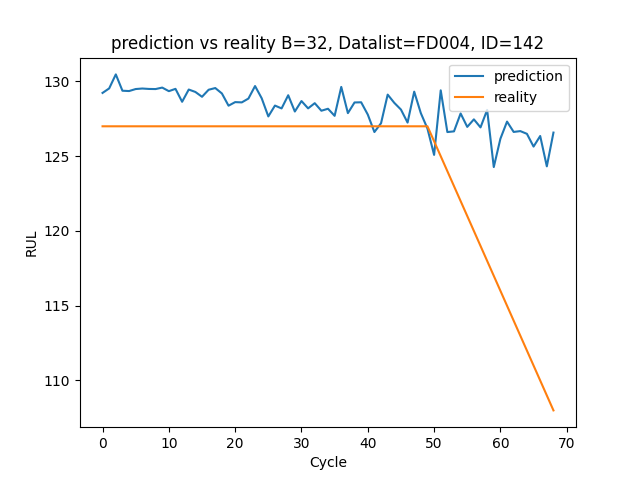 prediction vs reality B=32, Datalist=FD004, ID=142
prediction
reality
RUL
130
125
120
115
110
0 10 20 30 40 50 60 70
Cycle